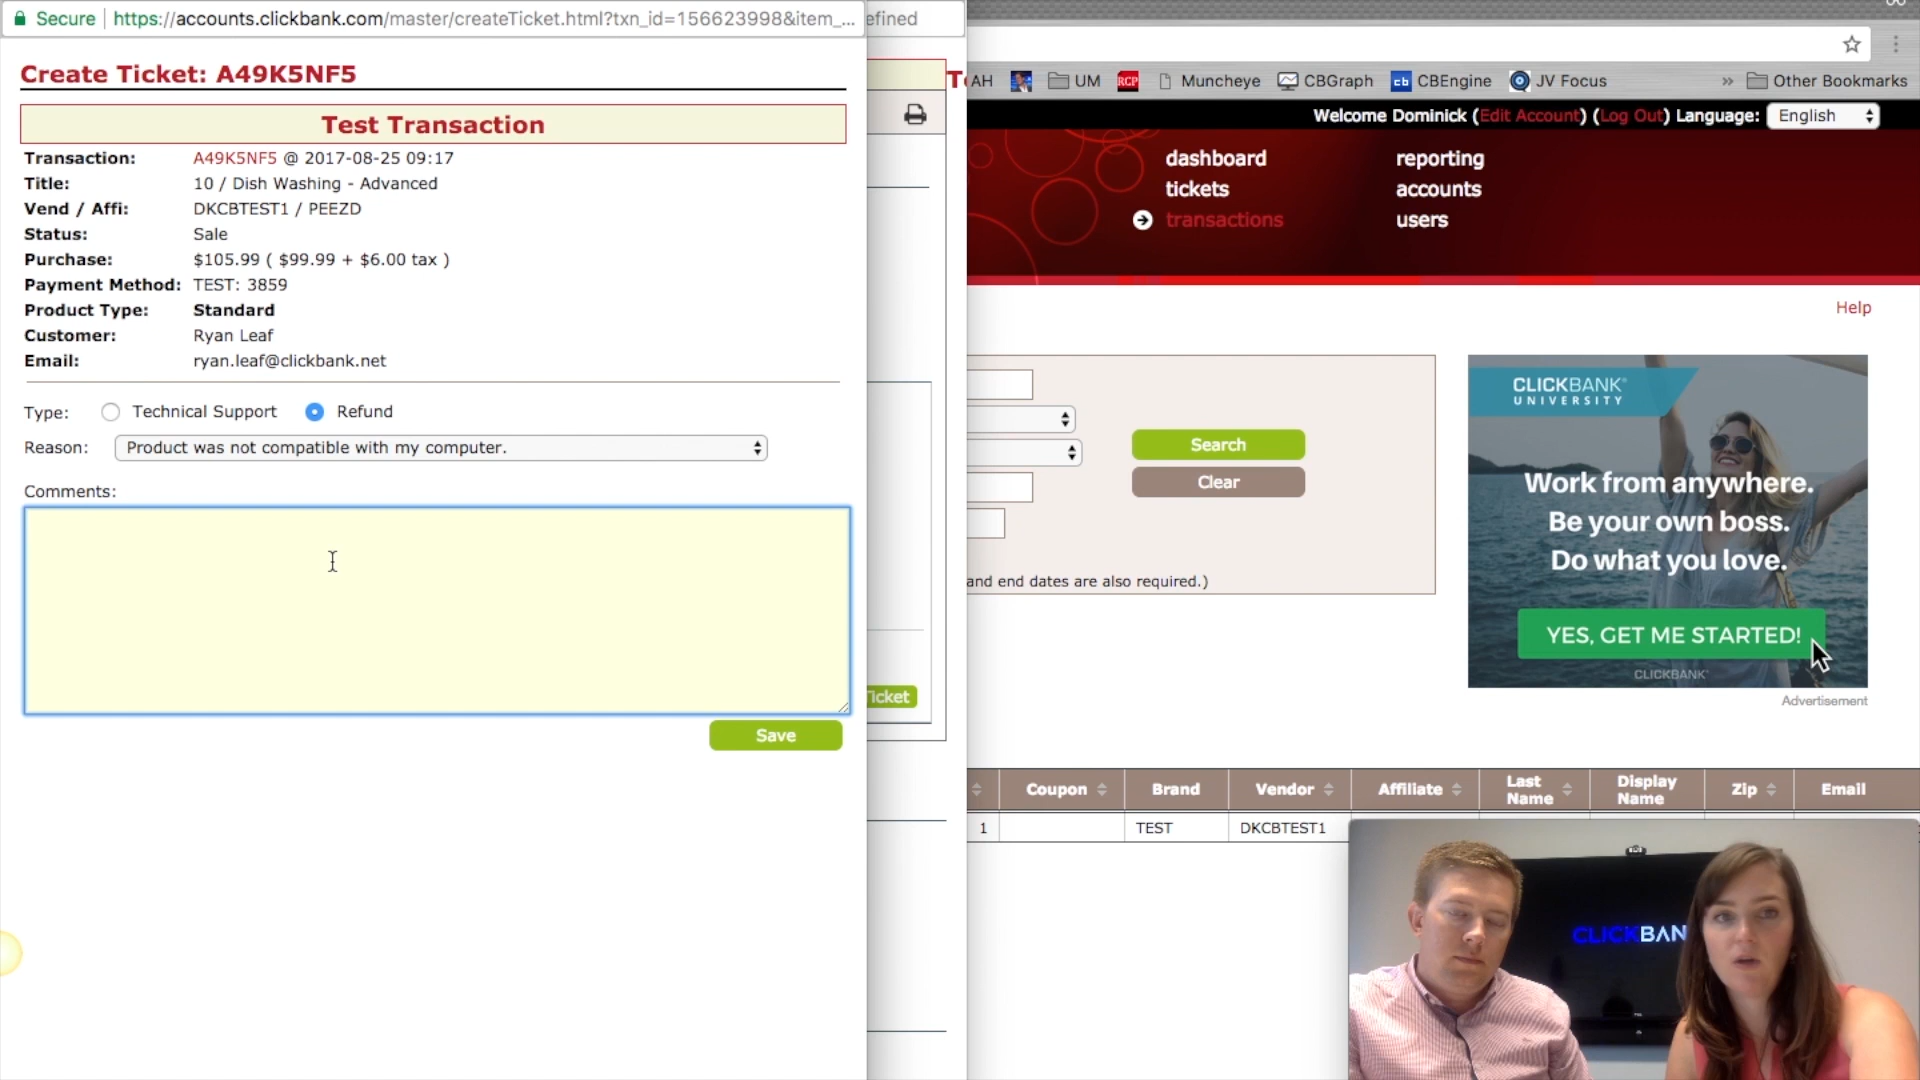 Secure https://accounts.clickbank.com/master/createTicket.html?txn_id=156623998&item_... efined
Create Ticket: A49K5NF5
Test Transaction
Transaction: A49K5NF5 @ 2017-08-25 09:17
Title: 10 / Dish Washing - Advanced
Vend / Affi: DKCBTEST1 / PEEZD
Status: Sale
Purchase: $105.99 ( $99.99 + $6.00 tax )
Payment Method: TEST: 3859
Product Type: Standard
Customer: Ryan Leaf
Email: ryan.leaf@clickbank.net
Type: Technical Support Refund
Reason: Product was not compatible with my computer.
Comments:
Save
Ticket
AH UM RCP Muncheye CBGraph cb CBEngine JV Focus » Other Bookmarks
Welcome Dominick (Edit Account) (Log Out) Language: English
dashboard reporting
tickets accounts
transactions users
Help
Search
Clear
and end dates are also required.)
CLICKBANK
UNIVERSITY
Work from anywhere.
Be your own boss.
Do what you love.
YES, GET ME STARTED!
CLICKBANK
Advertisement
Coupon Brand Vendor Affiliate Last Name Display Name Zip Email
1 TEST DKCBTEST1
CLICKBAN